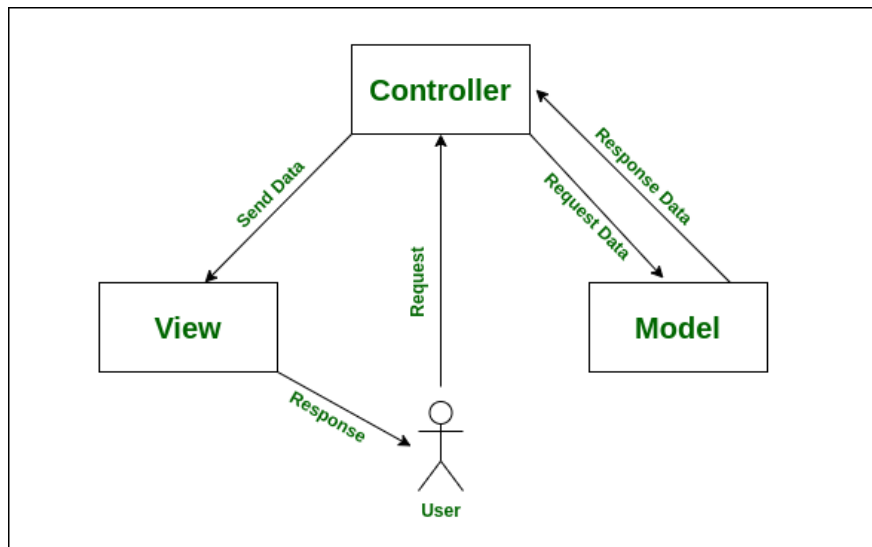 Controller
Send Data
Request
Request Data
Response Data
View
Model
Response
User